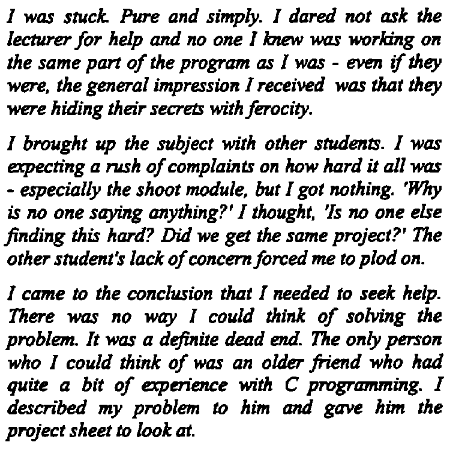 I was stuck. Pure and simply. I dared not ask the
lecturer for help and no one I knew was working on
the same part of the program as I was - even if they
were, the general impression I received was that they
were hiding their secrets with ferocity.
I brought up the subject with other students. I was
expecting a rush of complaints on how hard it all was
- especially the shoot module, but I got nothing. 'Why
is no one saying anything?' I thought, 'Is no one else
finding this hard? Did we get the same project?' The
other student's lack of concern forced me to plod on.
I came to the conclusion that I needed to seek help.
There was no way I could think of solving the
problem. It was a definite dead end. The only person
who I could think of was an older friend who had
quite a bit of experience with C programming. I
described my problem to him and gave him the
project sheet to look at.